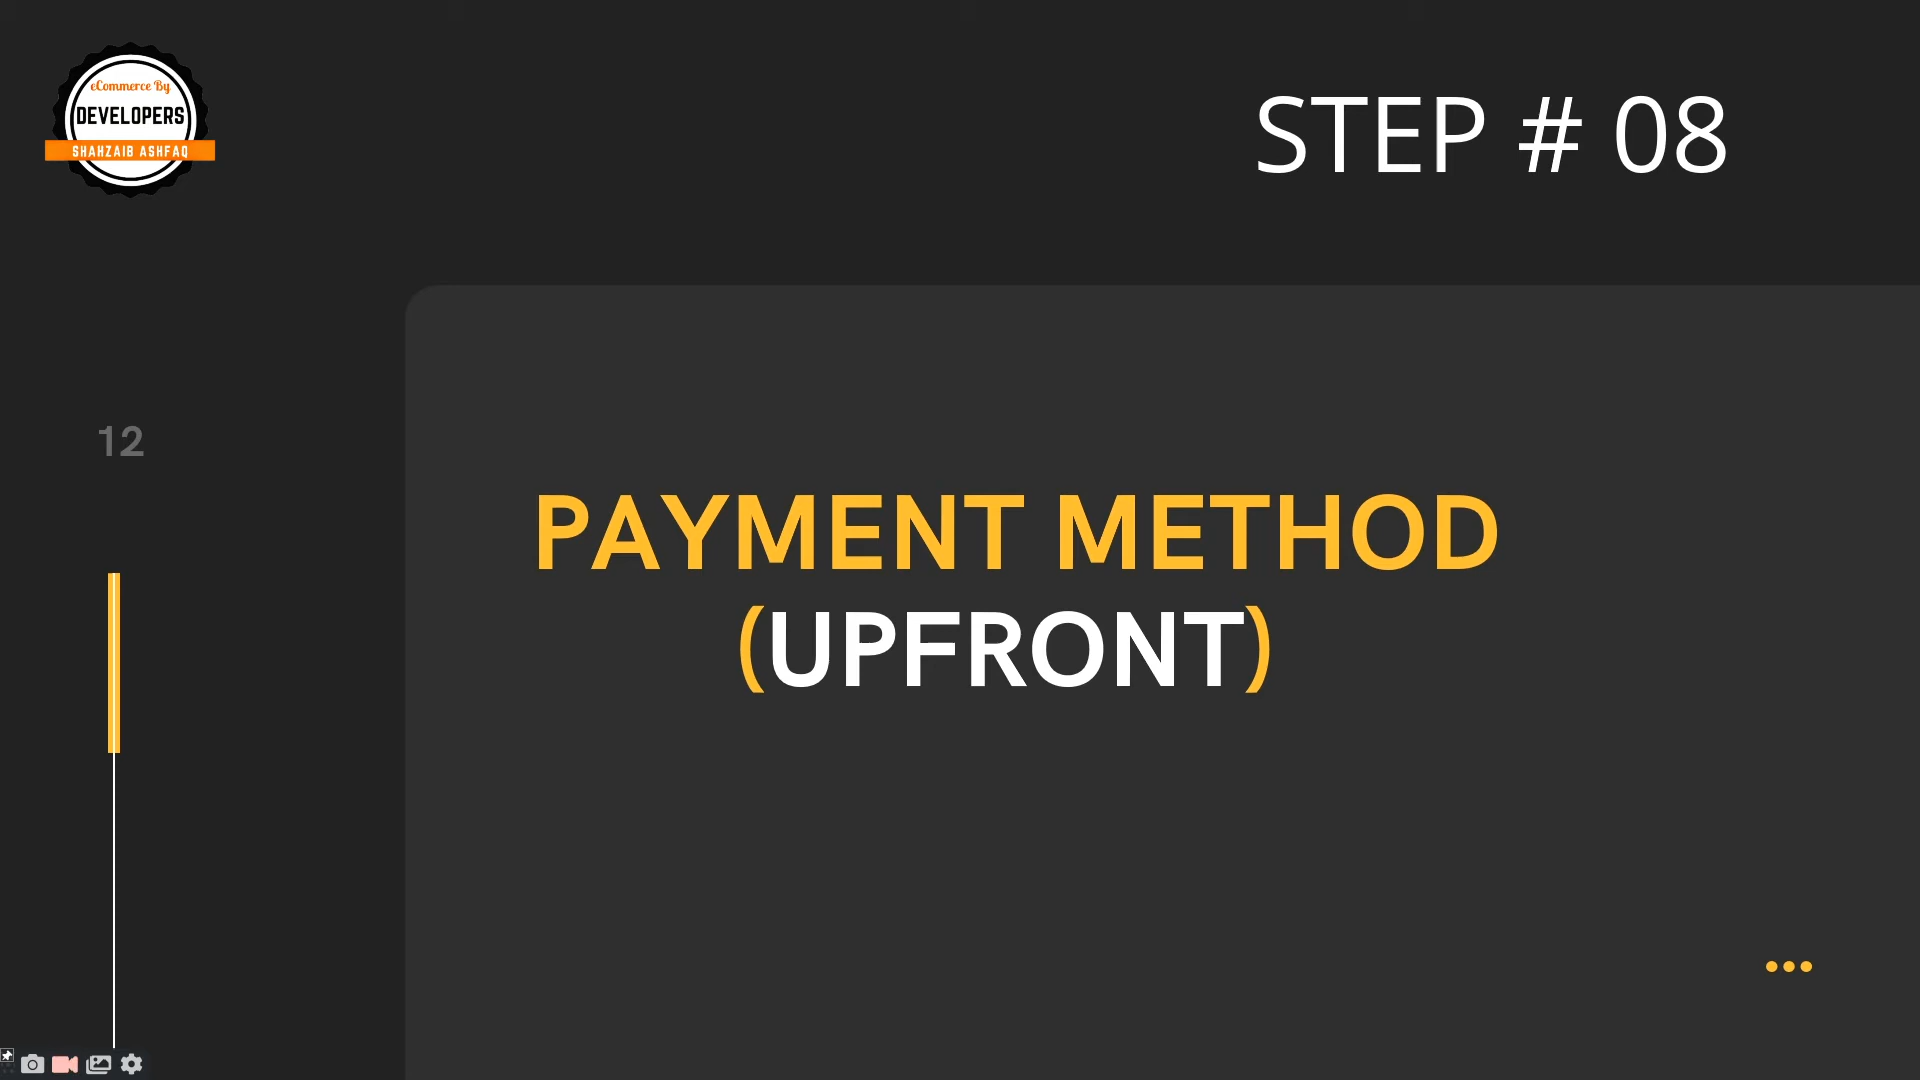 eCommerce By
DEVELOPERS
SHAHZAIB ASHFAQ
STEP # 08
12
PAYMENT METHOD
(UPFRONT)